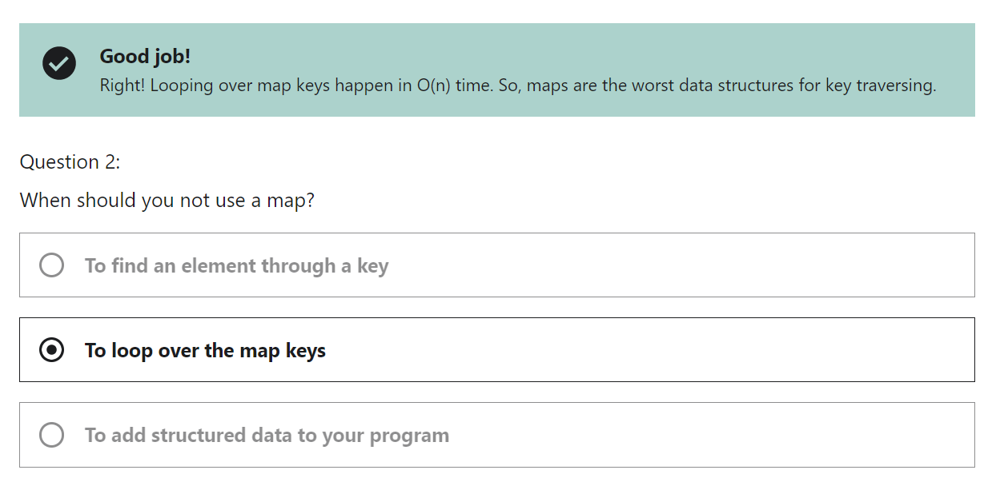 Good job!
Right! Looping over map keys happen in O(n) time. So, maps are the worst data structures for key traversing.
Question 2:
When should you not use a map?
To find an element through a key
To loop over the map keys
To add structured data to your program